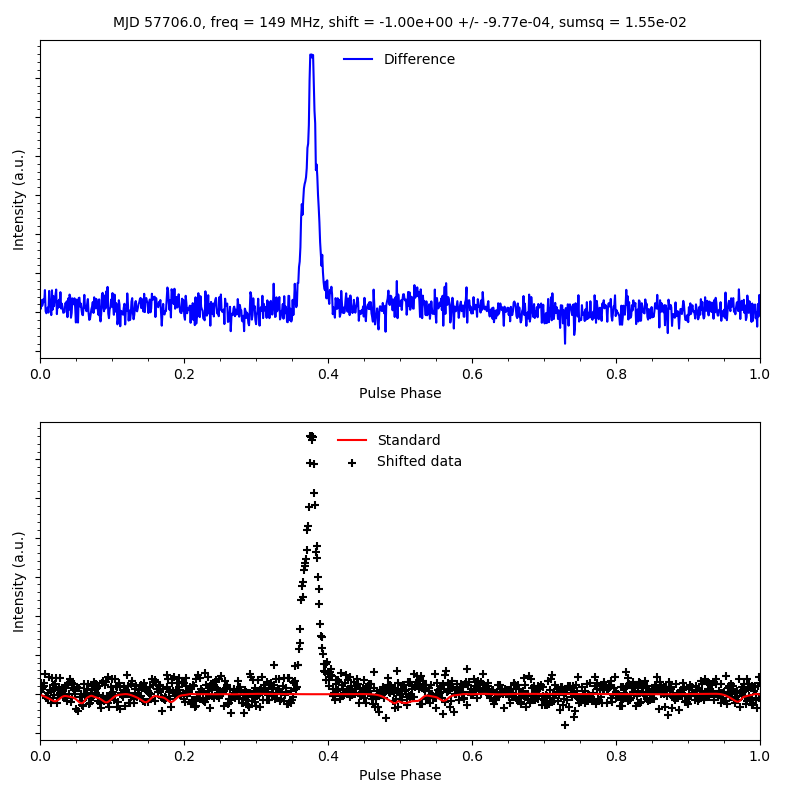 MJD 57706.0, freq = 149 MHz, shift = -1.00e+00 +/- -9.77e-04, sumsq = 1.55e-02
Difference
Intensity (a.u.)
0.0 0.2 0.4 0.6 0.8 1.0
Pulse Phase
Standard
Shifted data
Intensity (a.u.)
0.0 0.2 0.4 0.6 0.8 1.0
Pulse Phase